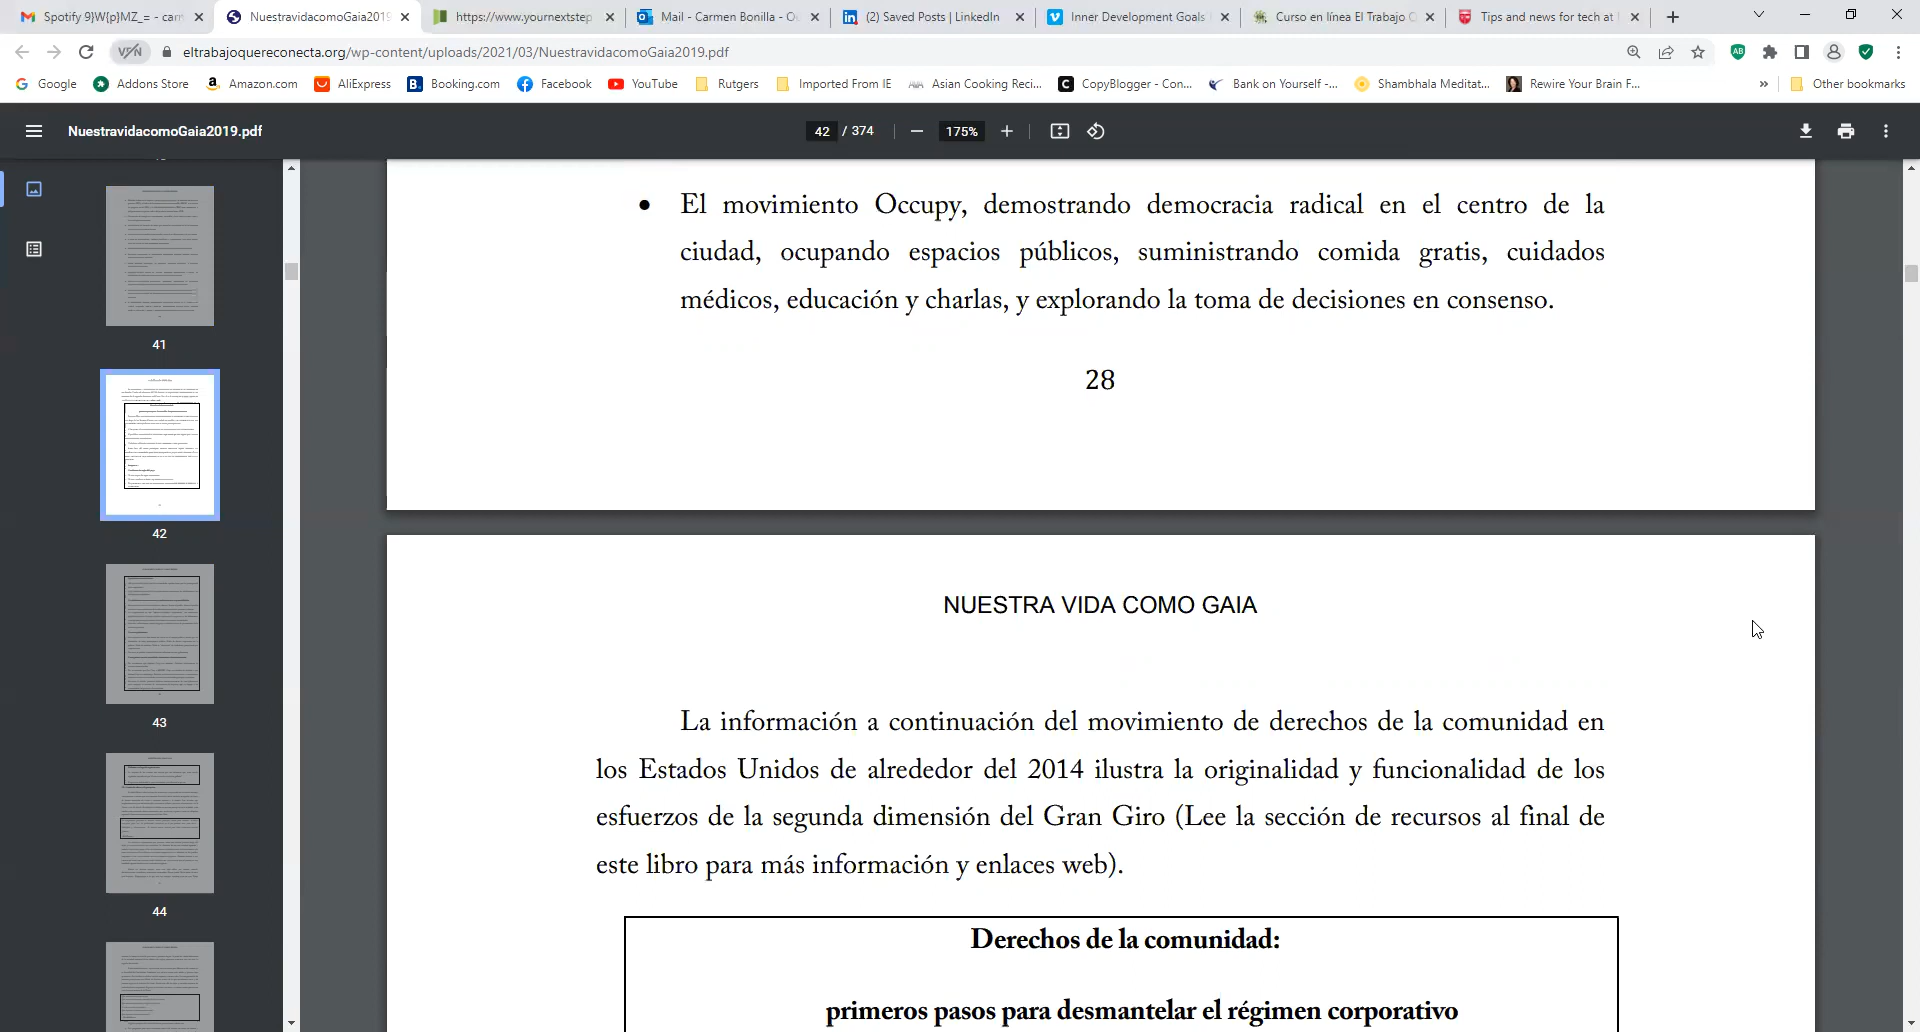 Spotify 9}W{p}MZ_= - carr
NuestravidacomoGaia2019
https://www.yournextstep
Mail - Carmen Bonilla - O
(2) Saved Posts | LinkedIn
Inner Development Goals
Curso en línea El Trabajo
Tips and news for tech at
VPN
eltrabajoquereconecta.org/wp-content/uploads/2021/03/NuestravidacomoGaia2019.pdf
Google
Addons Store
Amazon.com
AliExpress
Booking.com
Facebook
YouTube
Rutgers
Imported From IE
Asian Cooking Reci...
CopyBlogger - Con...
Bank on Yourself -...
Shambhala Meditat...
Rewire Your Brain F...
»
Other bookmarks
NuestravidacomoGaia2019.pdf
42 / 374
175%
41
42
43
44
• El movimiento Occupy, demostrando democracia radical en el centro de la
ciudad, ocupando espacios públicos, suministrando comida gratis, cuidados
médicos, educación y charlas, y explorando la toma de decisiones en consenso.
28
NUESTRA VIDA COMO GAIA
La información a continuación del movimiento de derechos de la comunidad en
los Estados Unidos de alrededor del 2014 ilustra la originalidad y funcionalidad de los
esfuerzos de la segunda dimensión del Gran Giro (Lee la sección de recursos al final de
este libro para más información y enlaces web).
Derechos de la comunidad:
primeros pasos para desmantelar el régimen corporativo